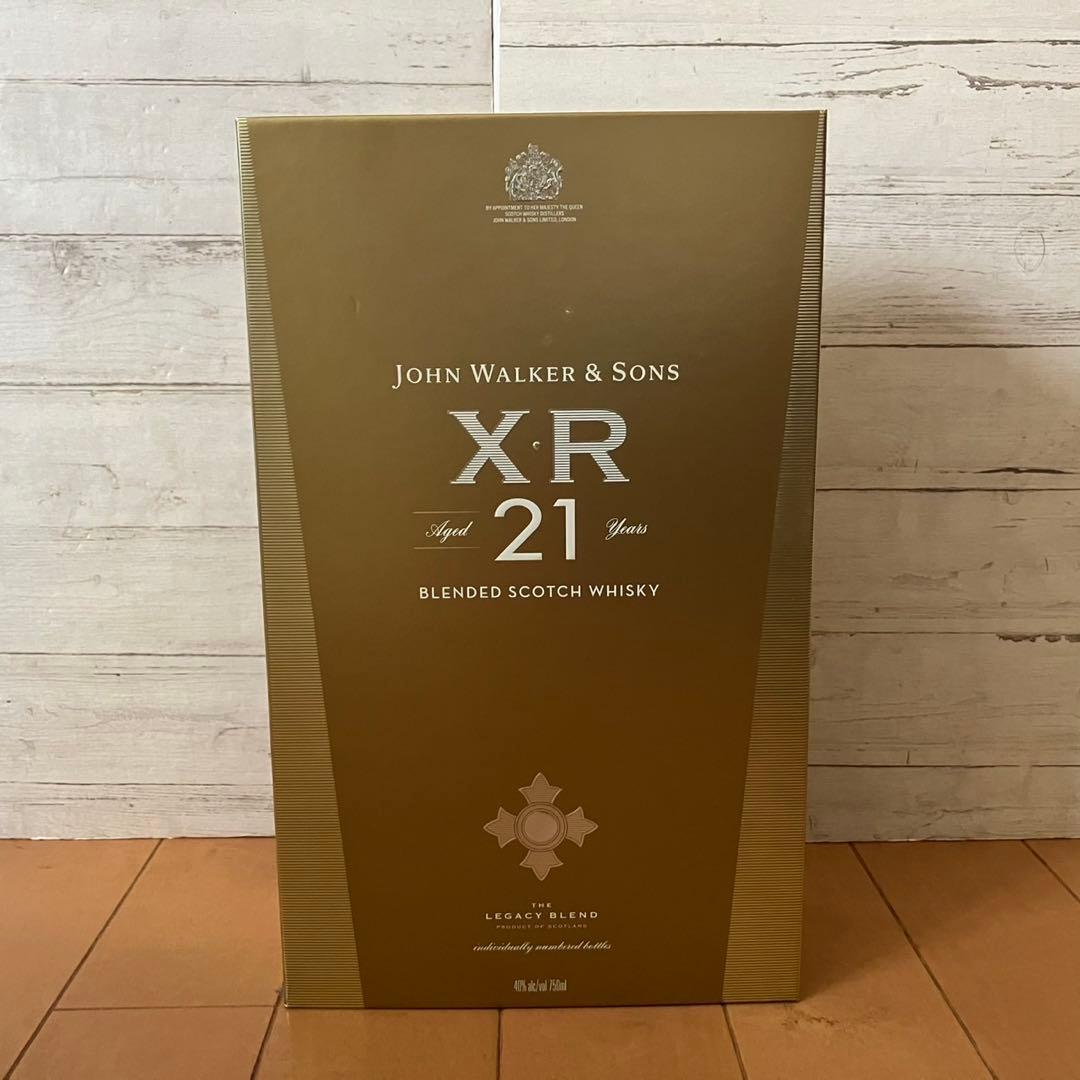 BY APPOINTMENT TO HER MAJESTY THE QUEEN
SCOTCH WHISKY DISTILLERS
JOHN WALKER & SONS LIMITED, LONDON
JOHN WALKER & SONS
X·R
Aged 21 Years
BLENDED SCOTCH WHISKY
THE
LEGACY BLEND
PRODUCT OF SCOTLAND
individually numbered bottles
40% alc/vol 750ml